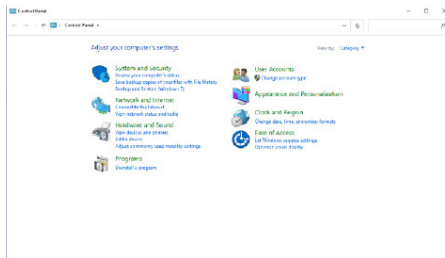 Control Panel
Control Panel
Adjust your computer's settings
View by: Category
System and Security
Review your computer's status
Save backup copies of your files with File History
Backup and Restore (Windows 7)
Network and Internet
Connect to the Internet
View network status and tasks
Hardware and Sound
View devices and printers
Add a device
Adjust commonly used mobility settings
Programs
Uninstall a program
User Accounts
Change account type
Appearance and Personalization
Clock and Region
Change date, time, or number formats
Ease of Access
Let Windows suggest settings
Optimize visual display